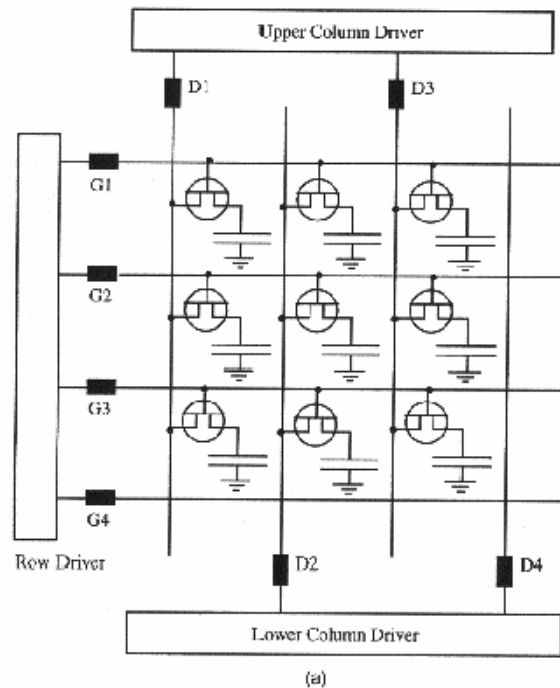 Upper Column Driver
D1
D3
G1
G2
G3
G4
Row Driver
D2
D4
Lower Column Driver
(a)